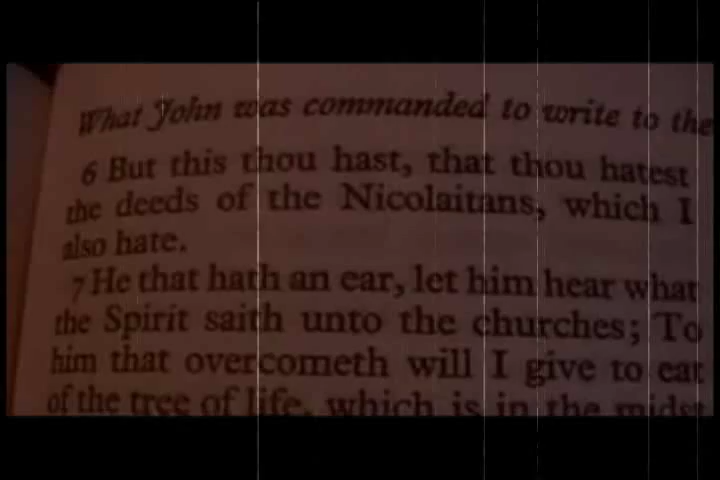 What John was commanded to write to the
6 But this thou hast, that thou hatest
the deeds of the Nicolaitans, which I
also hate.
7 He that hath an ear, let him hear what
the Spirit saith unto the churches; To
him that overcometh will I give to eat
of the tree of life, which is in the midst